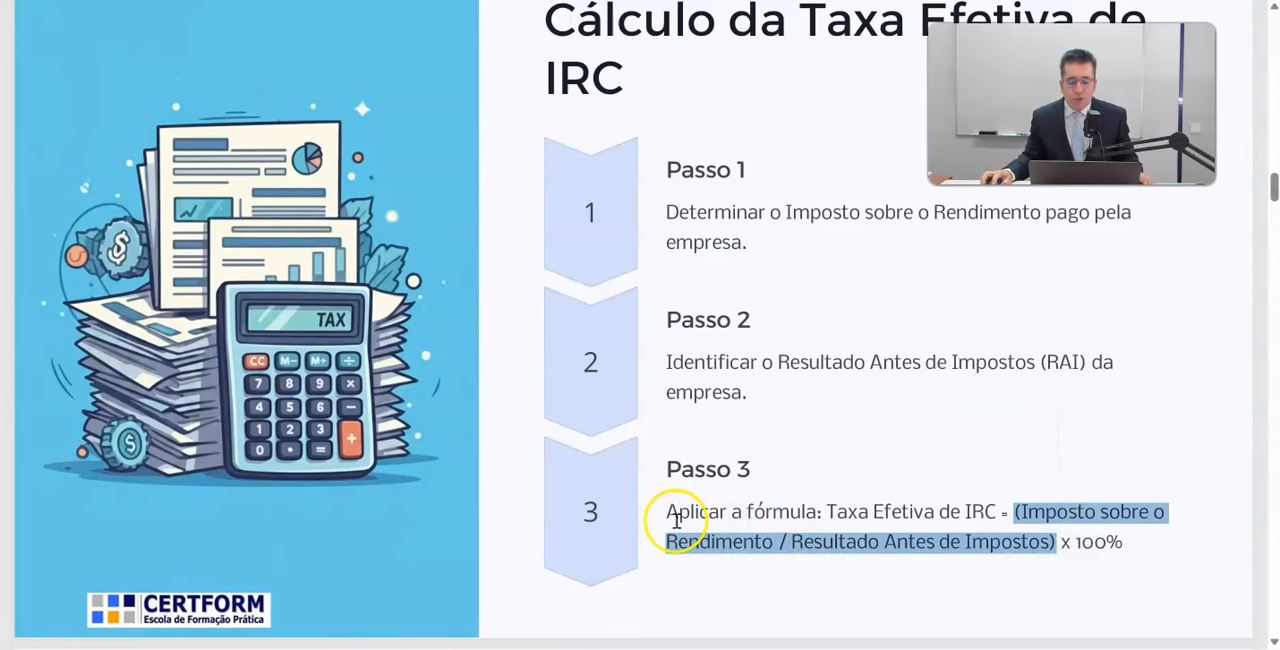 Cálculo da Taxa Efetiva de
IRC
1
Passo 1
Determinar o Imposto sobre o Rendimento pago pela
empresa.
2
Passo 2
Identificar o Resultado Antes de Impostos (RAI) da
empresa.
3
Passo 3
Aplicar a fórmula: Taxa Efetiva de IRC = (Imposto sobre o
Rendimento / Resultado Antes de Impostos) x 100%
TAX
CC M- M+ ÷
7 8 9 ×
4 5 6 −
1 2 3 +
0 • =
CERTFORM
Escola de Formação Prática